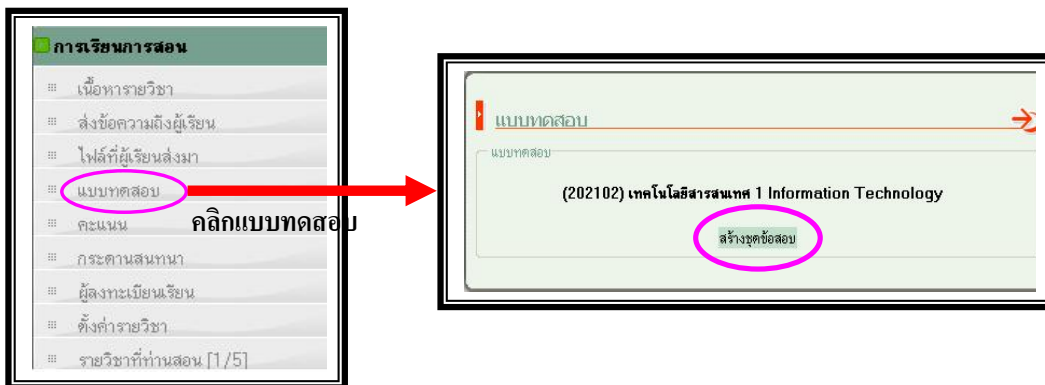 การเรียนการสอน
เนื้อหารายวิชา
ส่งข้อความถึงผู้เรียน
ไฟล์ที่ผู้เรียนส่งมา
แบบทดสอบ
คะแนน
กระดานสนทนา
ผู้ลงทะเบียนเรียน
ตั้งค่ารายวิชา
รายวิชาที่ท่านสอน [1/5]
คลิกแบบทดสอบ
แบบทดสอบ
แบบทดสอบ
(202102) เทคโนโลยีสารสนเทศ 1 Information Technology
สร้างชุดข้อสอบ